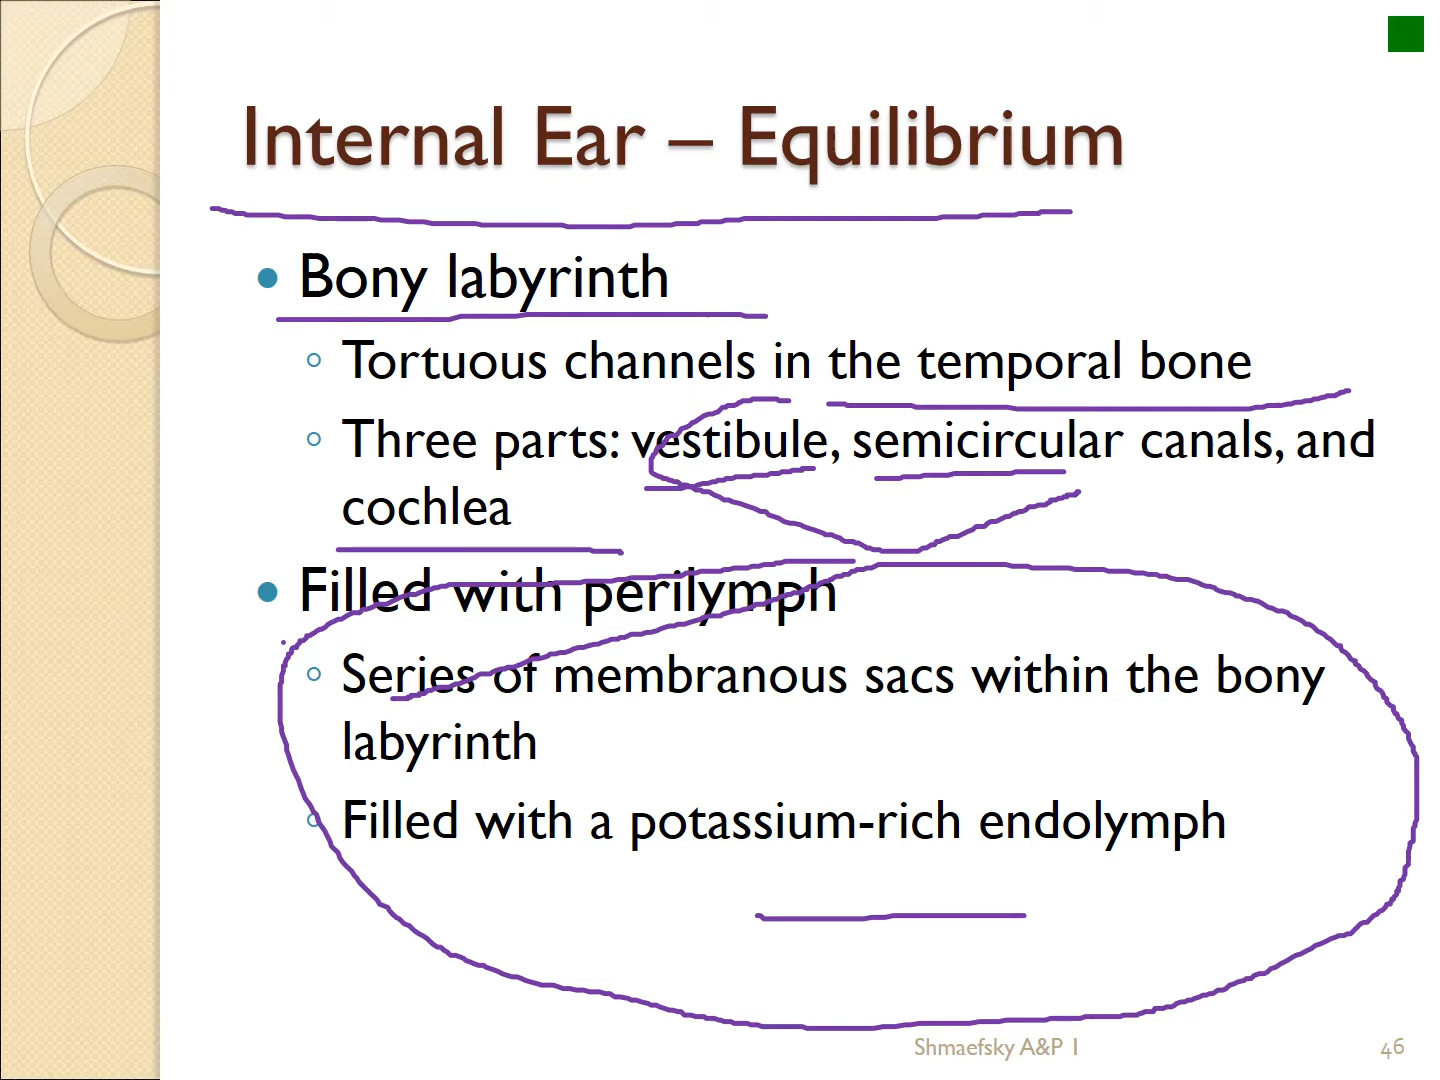 Internal Ear – Equilibrium
Bony labyrinth
Tortuous channels in the temporal bone
Three parts: vestibule, semicircular canals, and
cochlea
Filled with perilymph
Series of membranous sacs within the bony
labyrinth
Filled with a potassium-rich endolymph
Shmaefsky A&P 1
46